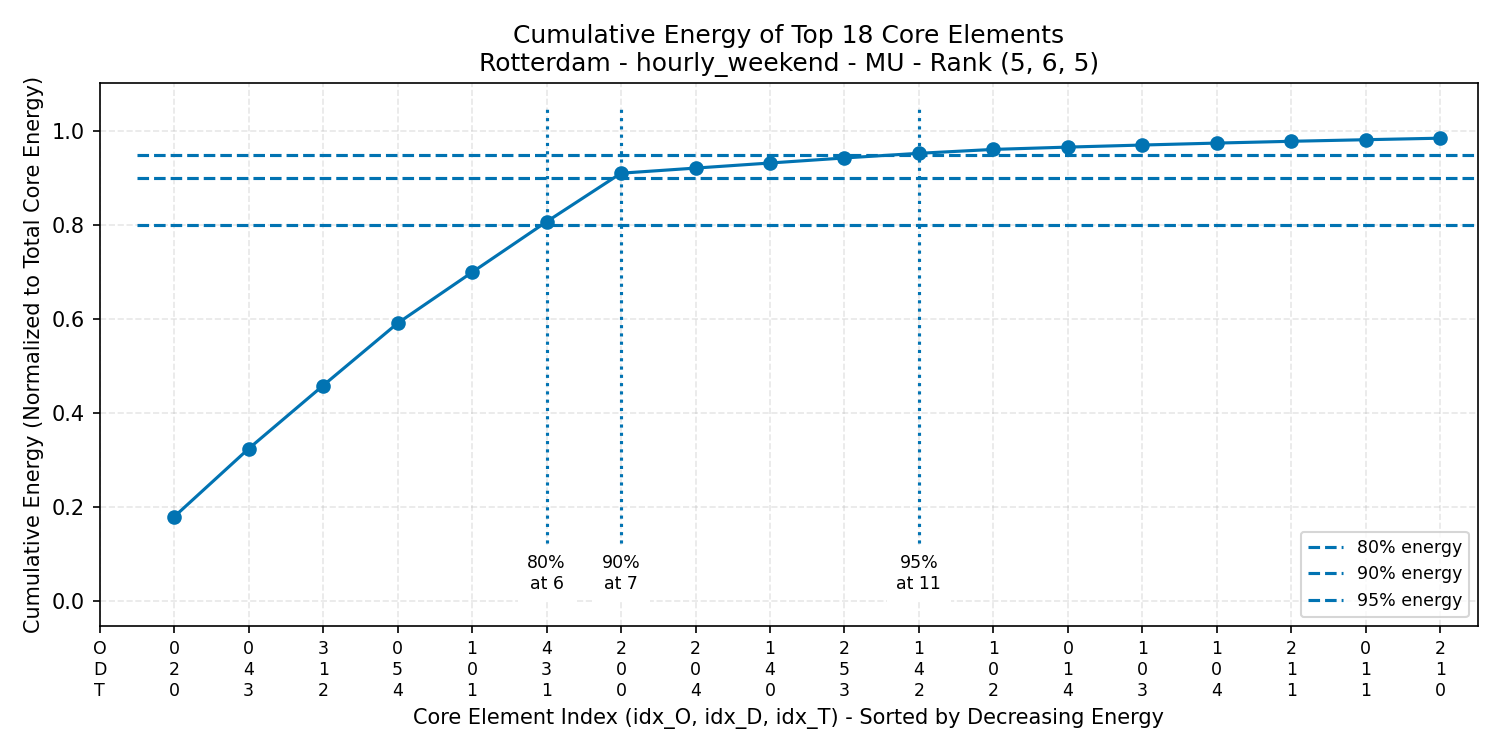 Cumulative Energy of Top 18 Core Elements
Rotterdam - hourly_weekend - MU - Rank (5, 6, 5)
Cumulative Energy (Normalized to Total Core Energy)
1.0
0.8
0.6
0.4
0.2
0.0
80% at 6
90% at 7
95% at 11
80% energy
90% energy
95% energy
O 0 0 3 0 1 4 2 2 1 2 1 1 0 1 1 2 0 2
D 2 4 1 5 0 3 0 0 4 5 4 0 1 0 0 1 1 1
T 0 3 2 4 1 1 0 4 0 3 2 2 4 3 4 1 1 0
Core Element Index (idx_O, idx_D, idx_T) - Sorted by Decreasing Energy